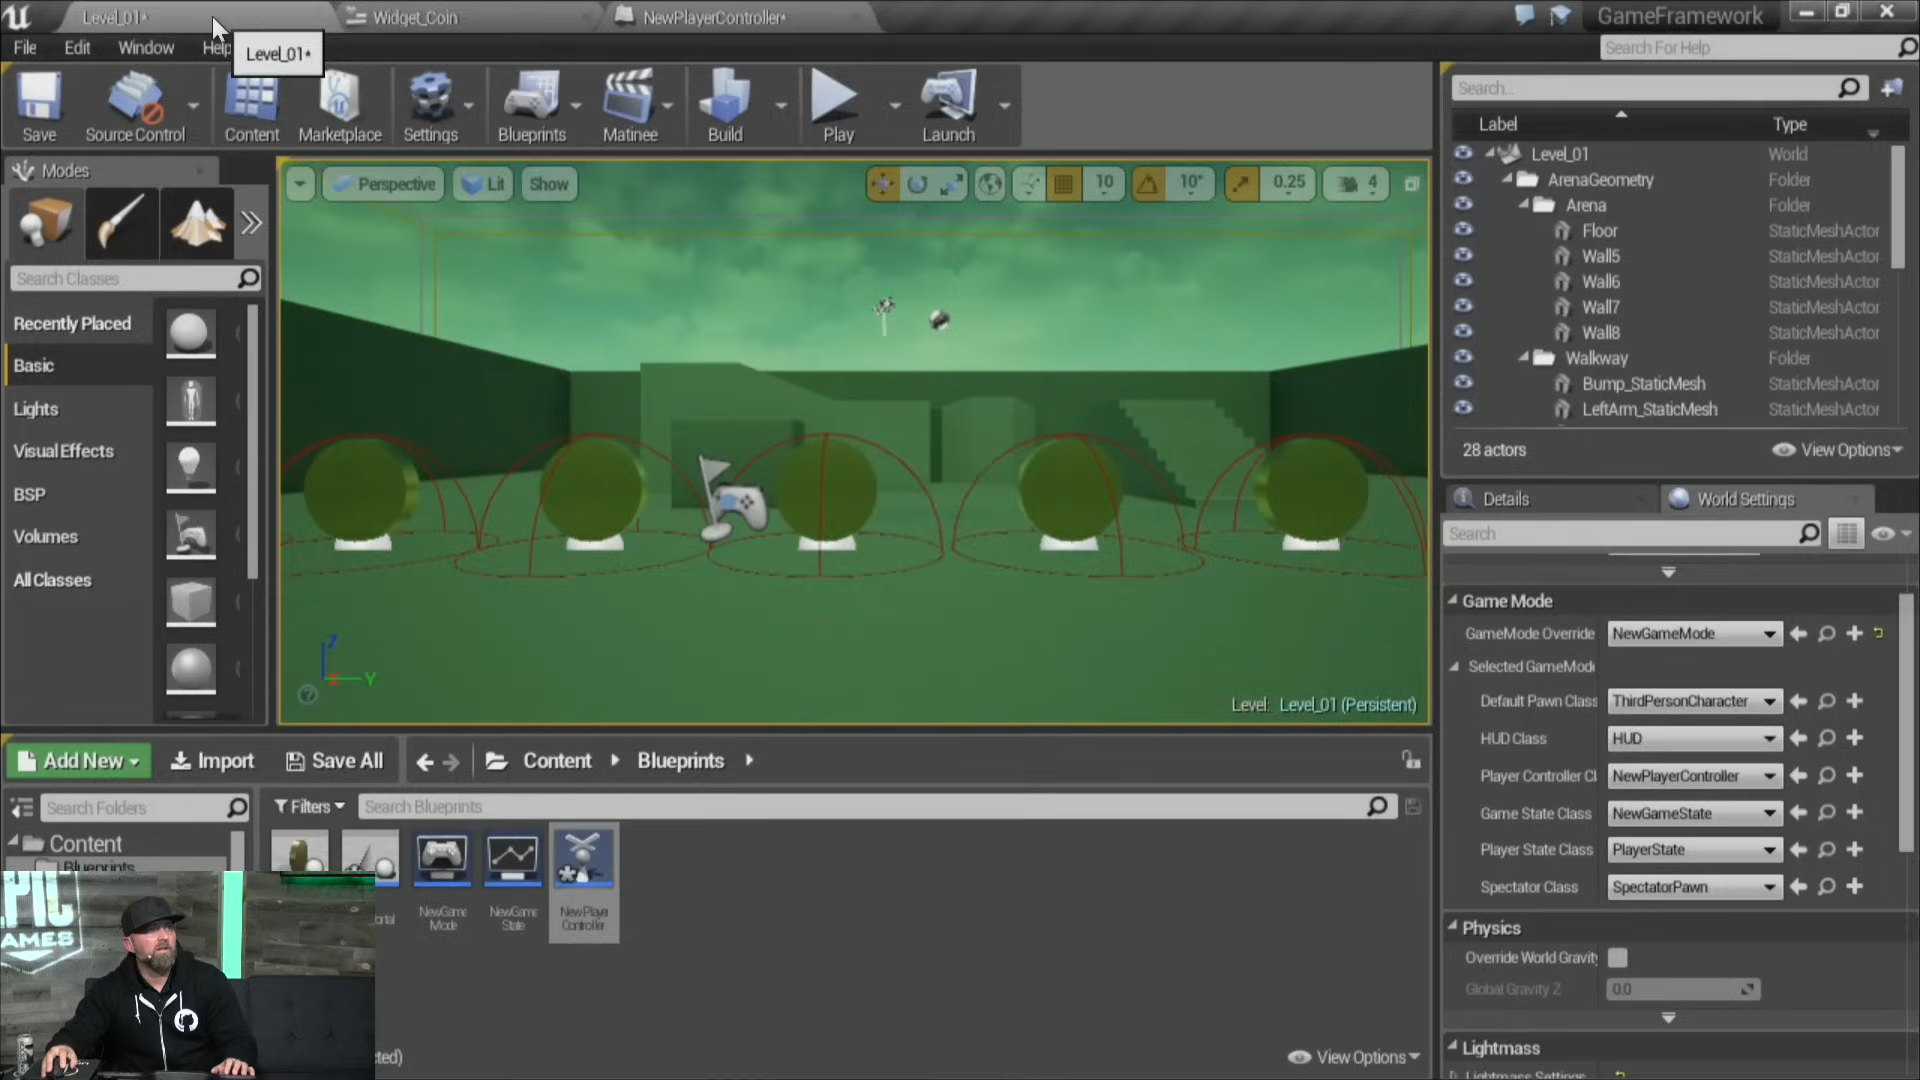 Level_01*
Widget_Coin
NewPlayerController*
GameFramework
File
Edit
Window
Help
Level_01*
Search For Help
Save
Source Control
Content
Marketplace
Settings
Blueprints
Matinee
Build
Play
Launch
Modes
Search Classes
Recently Placed
Basic
Lights
Visual Effects
BSP
Volumes
All Classes
Perspective
Lit
Show
10
10°
0.25
4
Z
Y
Level: Level_01 (Persistent)
Search...
Label
Type
Level_01 World
ArenaGeometry Folder
Arena Folder
Floor StaticMeshActor
Wall5 StaticMeshActor
Wall6 StaticMeshActor
Wall7 StaticMeshActor
Wall8 StaticMeshActor
Walkway Folder
Bump_StaticMesh StaticMeshActor
LeftArm_StaticMesh StaticMeshActor
28 actors
View Options
Details
World Settings
Search
Game Mode
GameMode Override NewGameMode
Selected GameMod
Default Pawn Class ThirdPersonCharacter
HUD Class HUD
Player Controller Cl NewPlayerController
Game State Class NewGameState
Player State Class PlayerState
Spectator Class SpectatorPawn
Physics
Override World Gravity
Global Gravity Z 0.0
Lightmass
Lightmass Settings
Add New
Import
Save All
Content
Blueprints
Search Folders
Filters
Search Blueprints
Content
Blueprints
NewGame
Mode
NewGame
State
NewPlayer
Controller
View Options
EPIC
GAMES